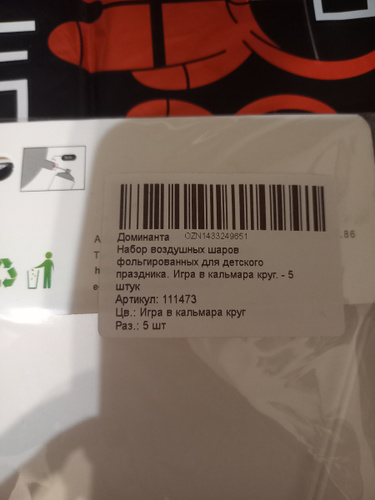 Доминанта OZN1433249651
Набор воздушных шаров
фольгированных для детского
праздника. Игра в кальмара круг. - 5
штук
Артикул: 111473
Цв.: Игра в кальмара круг
Раз.: 5 шт